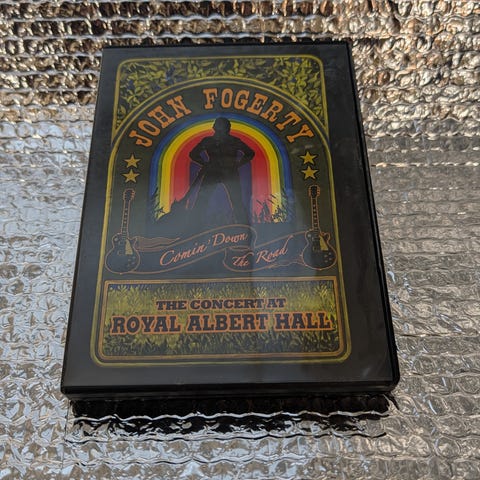 JOHN FOGERTY
Comin' Down
The Road
THE CONCERT AT
ROYAL ALBERT HALL